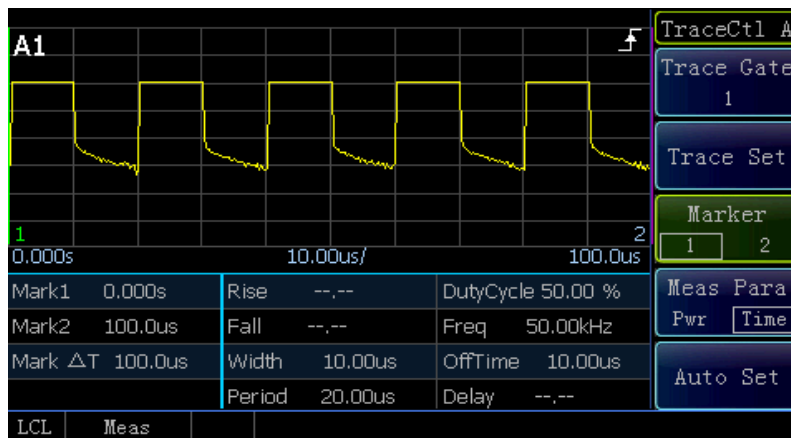 A1
1
2
0.000s 10.00us/ 100.0us
Mark1 0.000s Rise --.-- DutyCycle 50.00 %
Mark2 100.0us Fall --.-- Freq 50.00kHz
Mark △T 100.0us Width 10.00us OffTime 10.00us
Period 20.00us Delay --.--
LCL Meas
TraceCtl A
Trace Gate
1
Trace Set
Marker
1 2
Meas Para
Pwr Time
Auto Set